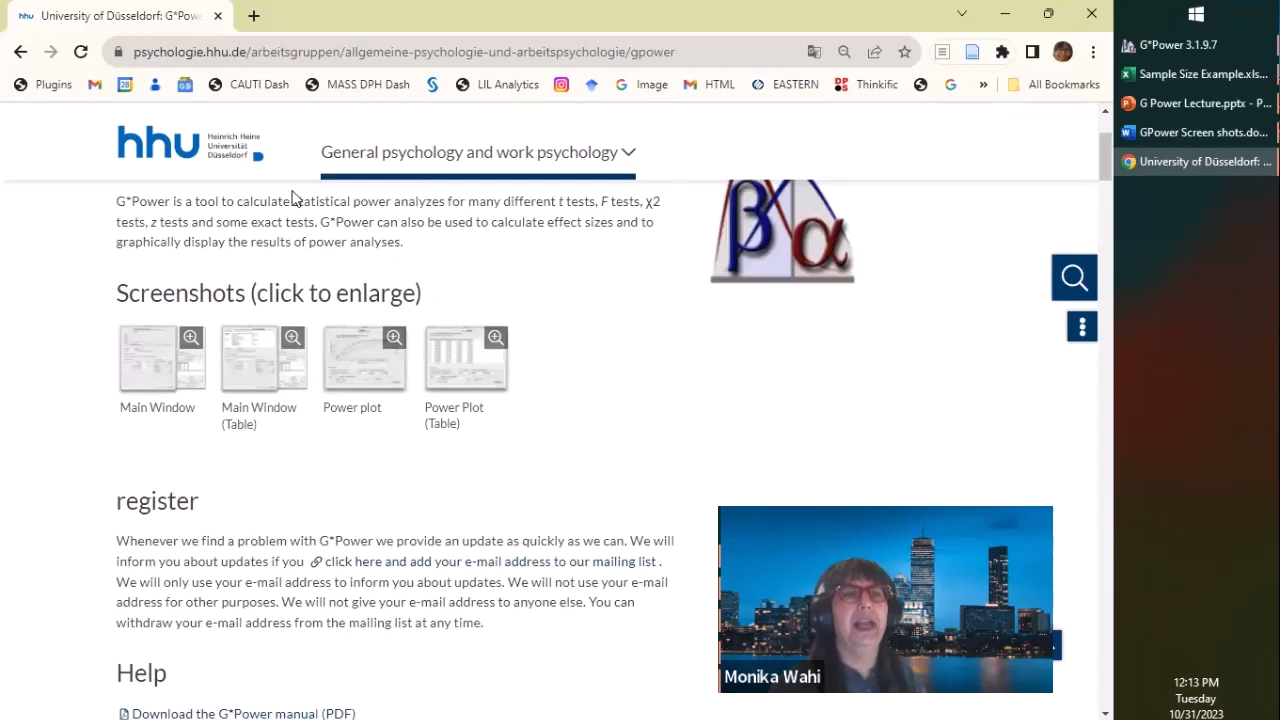 hhu University of Düsseldorf: G*Pow
G*Power 3.1.9.7
psychologie.hhu.de/arbeitsgruppen/allgemeine-psychologie-und-arbeitspsychologie/gpower
Sample Size Example.xls...
Plugins
28
CAUTI Dash
MASS DPH Dash
S
LIL Analytics
Image
HTML
EASTERN
DP
Thinkific
G
»
All Bookmarks
G Power Lecture.pptx - P...
GPower Screen shots.do...
University of Düsseldorf: ...
hhu Heinrich Heine
Universität
Düsseldorf
General psychology and work psychology
G*Power is a tool to calculate statistical power analyzes for many different t tests, F tests, χ2
tests, z tests and some exact tests. G*Power can also be used to calculate effect sizes and to
graphically display the results of power analyses.
β α
Screenshots (click to enlarge)
Main Window
Main Window
(Table)
Power plot
Power Plot
(Table)
register
Whenever we find a problem with G*Power we provide an update as quickly as we can. We will
inform you about updates if you click here and add your e-mail address to our mailing list .
We will only use your e-mail address to inform you about updates. We will not use your e-mail
address for other purposes. We will not give your e-mail address to anyone else. You can
withdraw your e-mail address from the mailing list at any time.
Monika Wahi
Help
Download the G*Power manual (PDF)
12:13 PM
Tuesday
10/31/2023